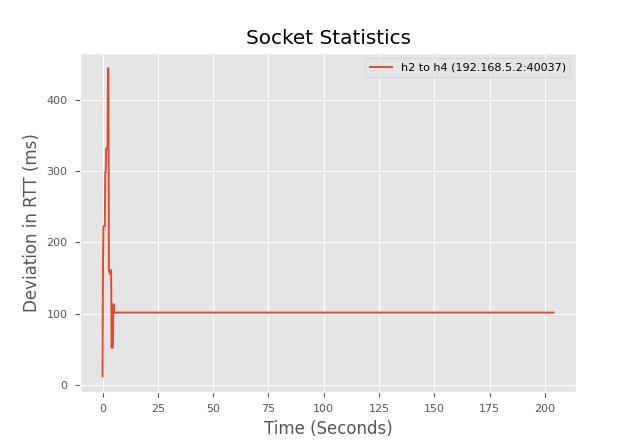 Socket Statistics
h2 to h4 (192.168.5.2:40037)
Deviation in RTT (ms)
400
300
200
100
0
0 25 50 75 100 125 150 175 200
Time (Seconds)